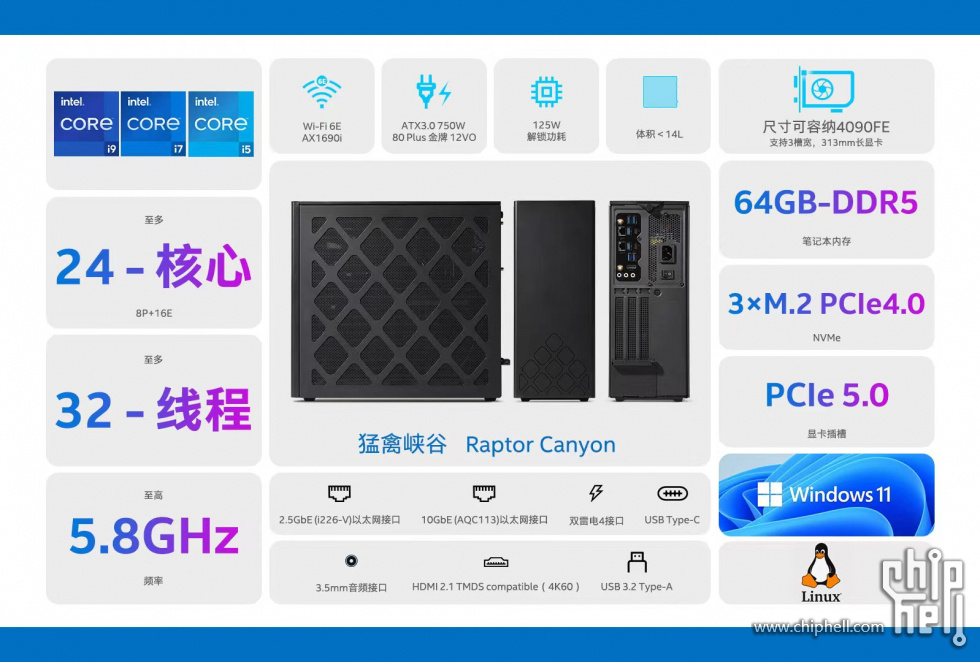 intel.
CORE
i9
intel.
CORE
i7
intel.
CORE
i5
6E
Wi-Fi 6E
AX1690i
ATX3.0 750W
80 Plus 金牌 12VO
125W
解锁功耗
体积 < 14L
尺寸可容纳4090FE
支持3槽宽，313mm长显卡
至多
24 - 核心
8P+16E
至多
32 - 线程
至高
5.8GHz
频率
猛禽峡谷 Raptor Canyon
64GB-DDR5
笔记本内存
3×M.2 PCIe4.0
NVMe
PCIe 5.0
显卡插槽
2.5GbE (i226-V)以太网接口
10GbE (AQC113)以太网接口
双雷电4接口
USB Type-C
3.5mm音频接口
HDMI 2.1 TMDS compatible ( 4K60 )
USB 3.2 Type-A
Windows 11
Linux
chip
hell
www.chiphell.com